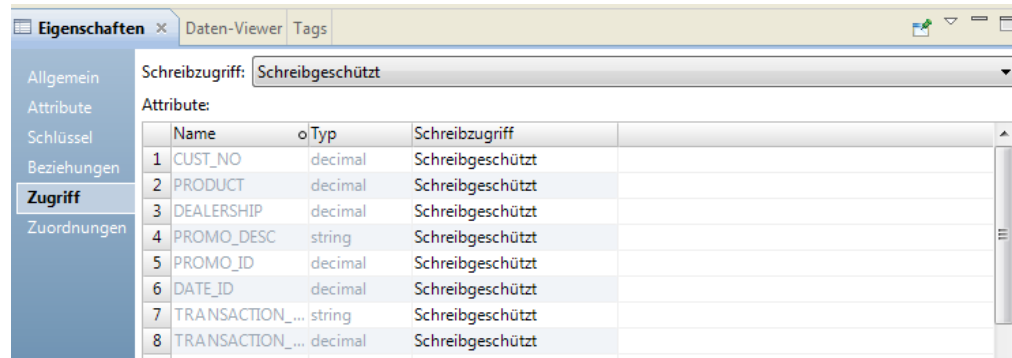 Eigenschaften Daten-Viewer Tags
Allgemein
Attribute
Schlüssel
Beziehungen
Zugriff
Zuordnungen
Schreibzugriff: Schreibgeschützt
Attribute:
Name Typ Schreibzugriff
1 CUST_NO decimal Schreibgeschützt
2 PRODUCT decimal Schreibgeschützt
3 DEALERSHIP decimal Schreibgeschützt
4 PROMO_DESC string Schreibgeschützt
5 PROMO_ID decimal Schreibgeschützt
6 DATE_ID decimal Schreibgeschützt
7 TRANSACTION_... string Schreibgeschützt
8 TRANSACTION_... decimal Schreibgeschützt